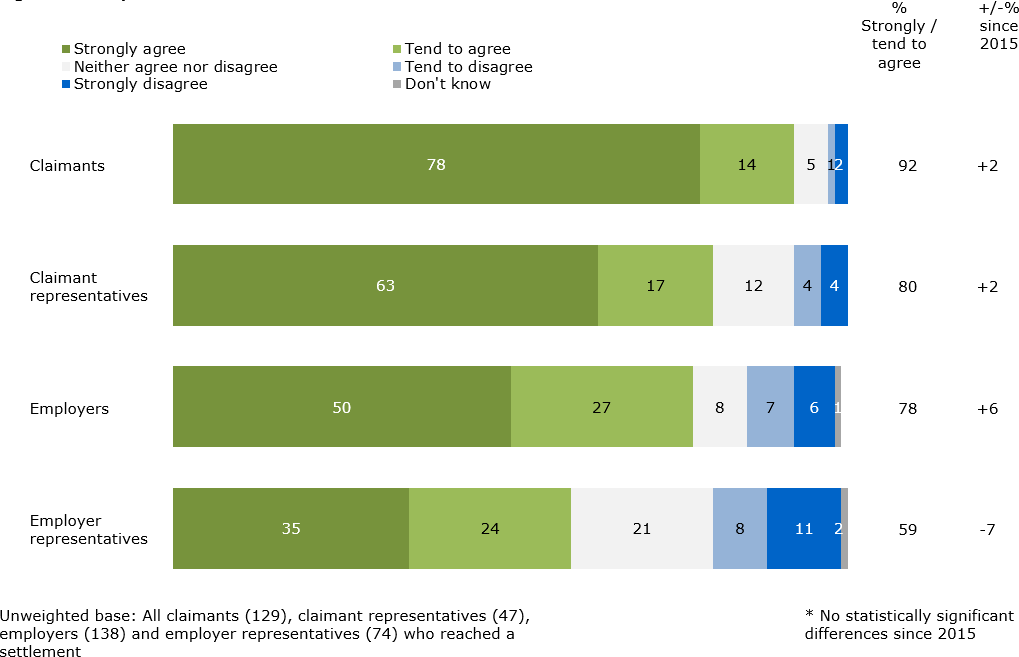 %
Strongly /
tend to
agree
+/-%
since
2015
Strongly agree
Tend to agree
Neither agree nor disagree
Tend to disagree
Strongly disagree
Don't know
Claimants
78 14 5 1 2 92 +2
Claimant
representatives
63 17 12 4 4 80 +2
Employers
50 27 8 7 6 1 78 +6
Employer
representatives
35 24 21 8 11 2 59 -7
Unweighted base: All claimants (129), claimant representatives (47),
employers (138) and employer representatives (74) who reached a
settlement
* No statistically significant
differences since 2015